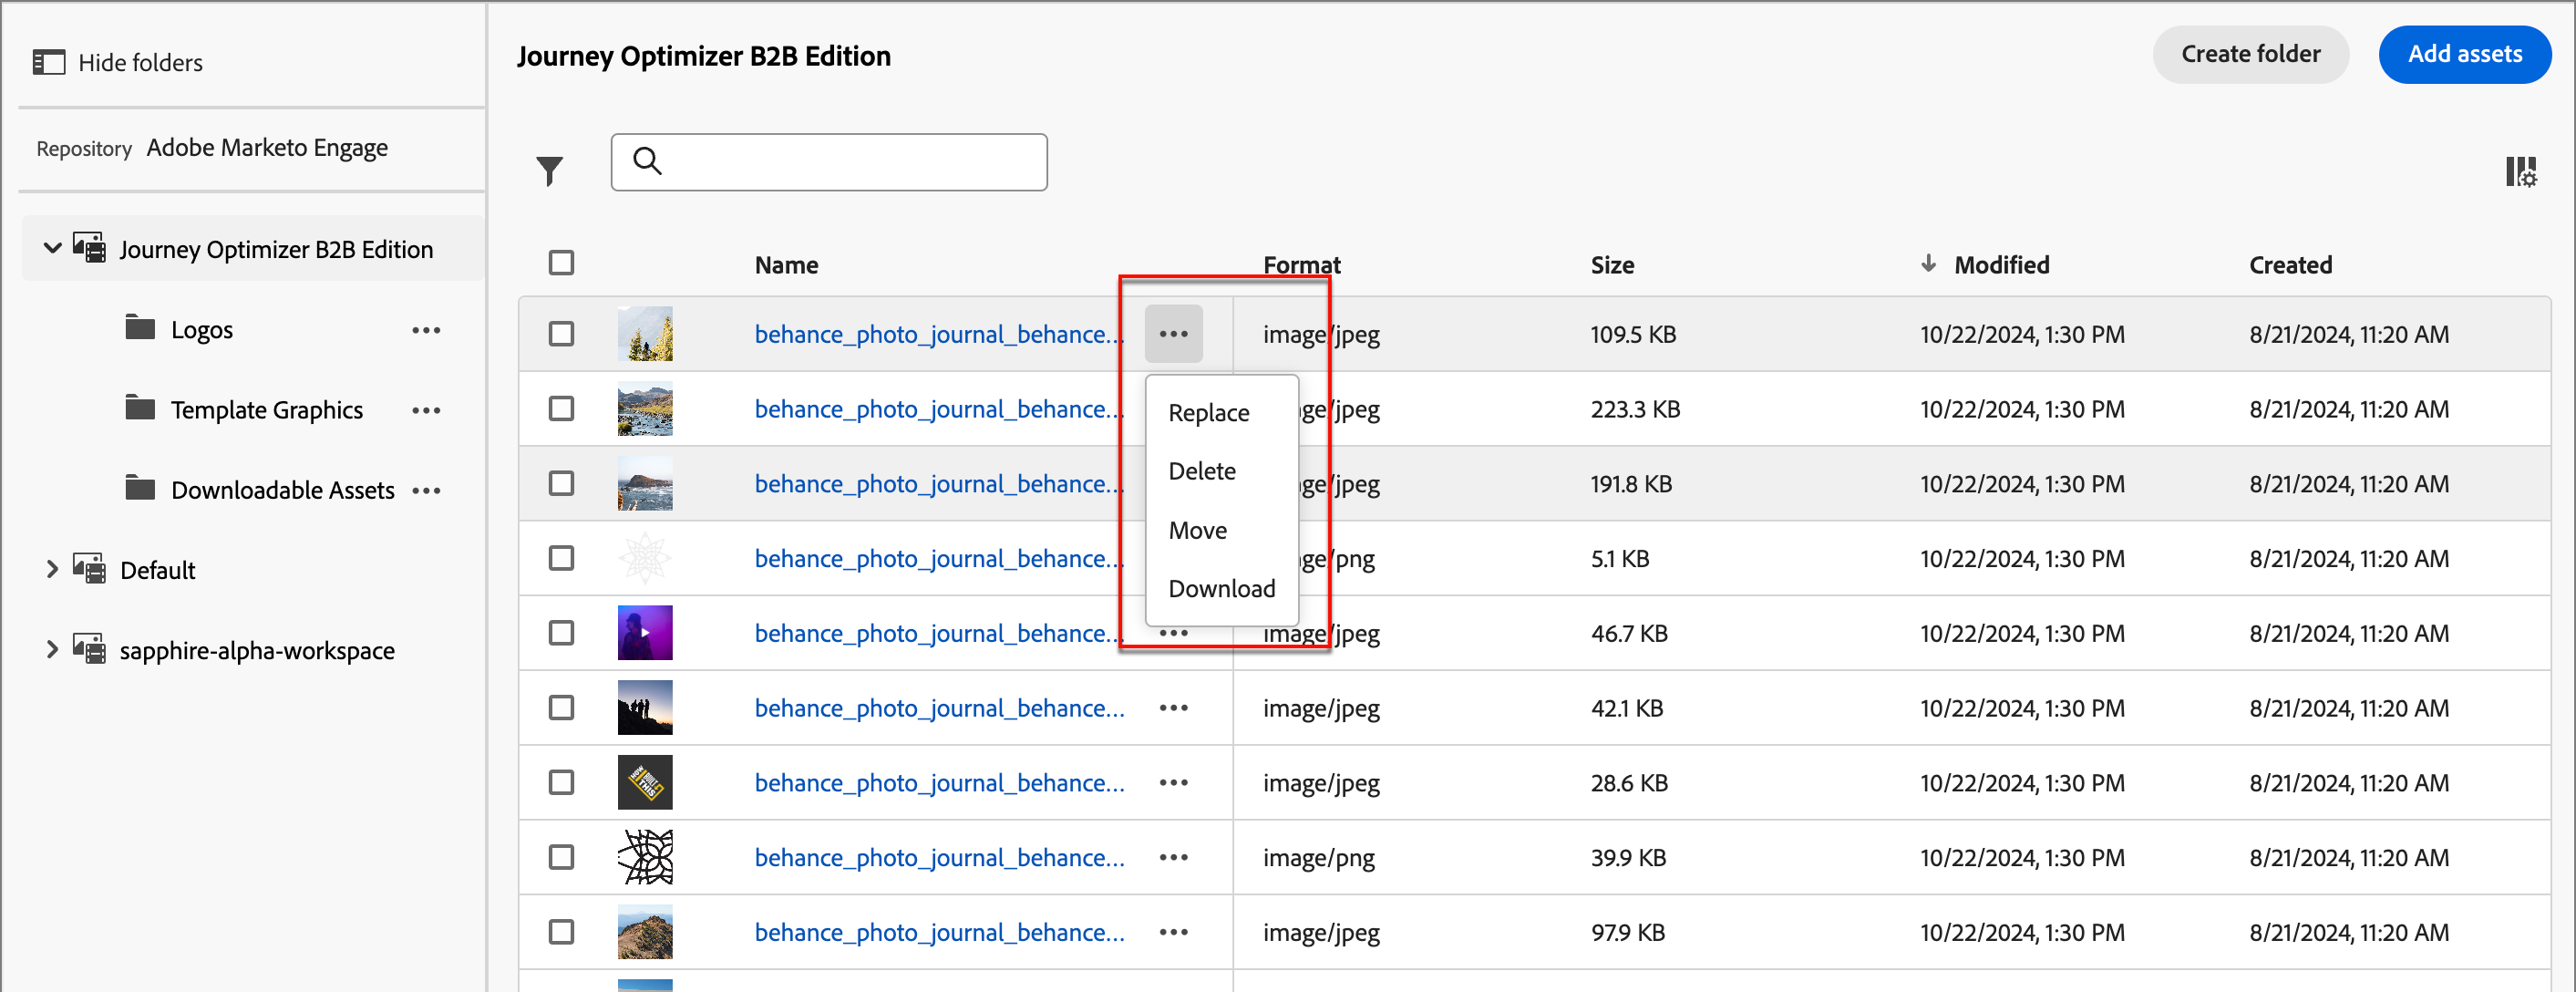 Hide folders
Repository Adobe Marketo Engage
Journey Optimizer B2B Edition
Logos
Template Graphics
Downloadable Assets
Default
sapphire-alpha-workspace
Journey Optimizer B2B Edition
Create folder
Add assets
Name Format Size Modified Created
behance_photo_journal_behance... image/jpeg 109.5 KB 10/22/2024, 1:30 PM 8/21/2024, 11:20 AM
behance_photo_journal_behance... ge/jpeg 223.3 KB 10/22/2024, 1:30 PM 8/21/2024, 11:20 AM
behance_photo_journal_behance... ge/jpeg 191.8 KB 10/22/2024, 1:30 PM 8/21/2024, 11:20 AM
behance_photo_journal_behance... ge/png 5.1 KB 10/22/2024, 1:30 PM 8/21/2024, 11:20 AM
behance_photo_journal_behance... image/jpeg 46.7 KB 10/22/2024, 1:30 PM 8/21/2024, 11:20 AM
behance_photo_journal_behance... image/jpeg 42.1 KB 10/22/2024, 1:30 PM 8/21/2024, 11:20 AM
behance_photo_journal_behance... image/jpeg 28.6 KB 10/22/2024, 1:30 PM 8/21/2024, 11:20 AM
behance_photo_journal_behance... image/png 39.9 KB 10/22/2024, 1:30 PM 8/21/2024, 11:20 AM
behance_photo_journal_behance... image/jpeg 97.9 KB 10/22/2024, 1:30 PM 8/21/2024, 11:20 AM
Replace
Delete
Move
Download